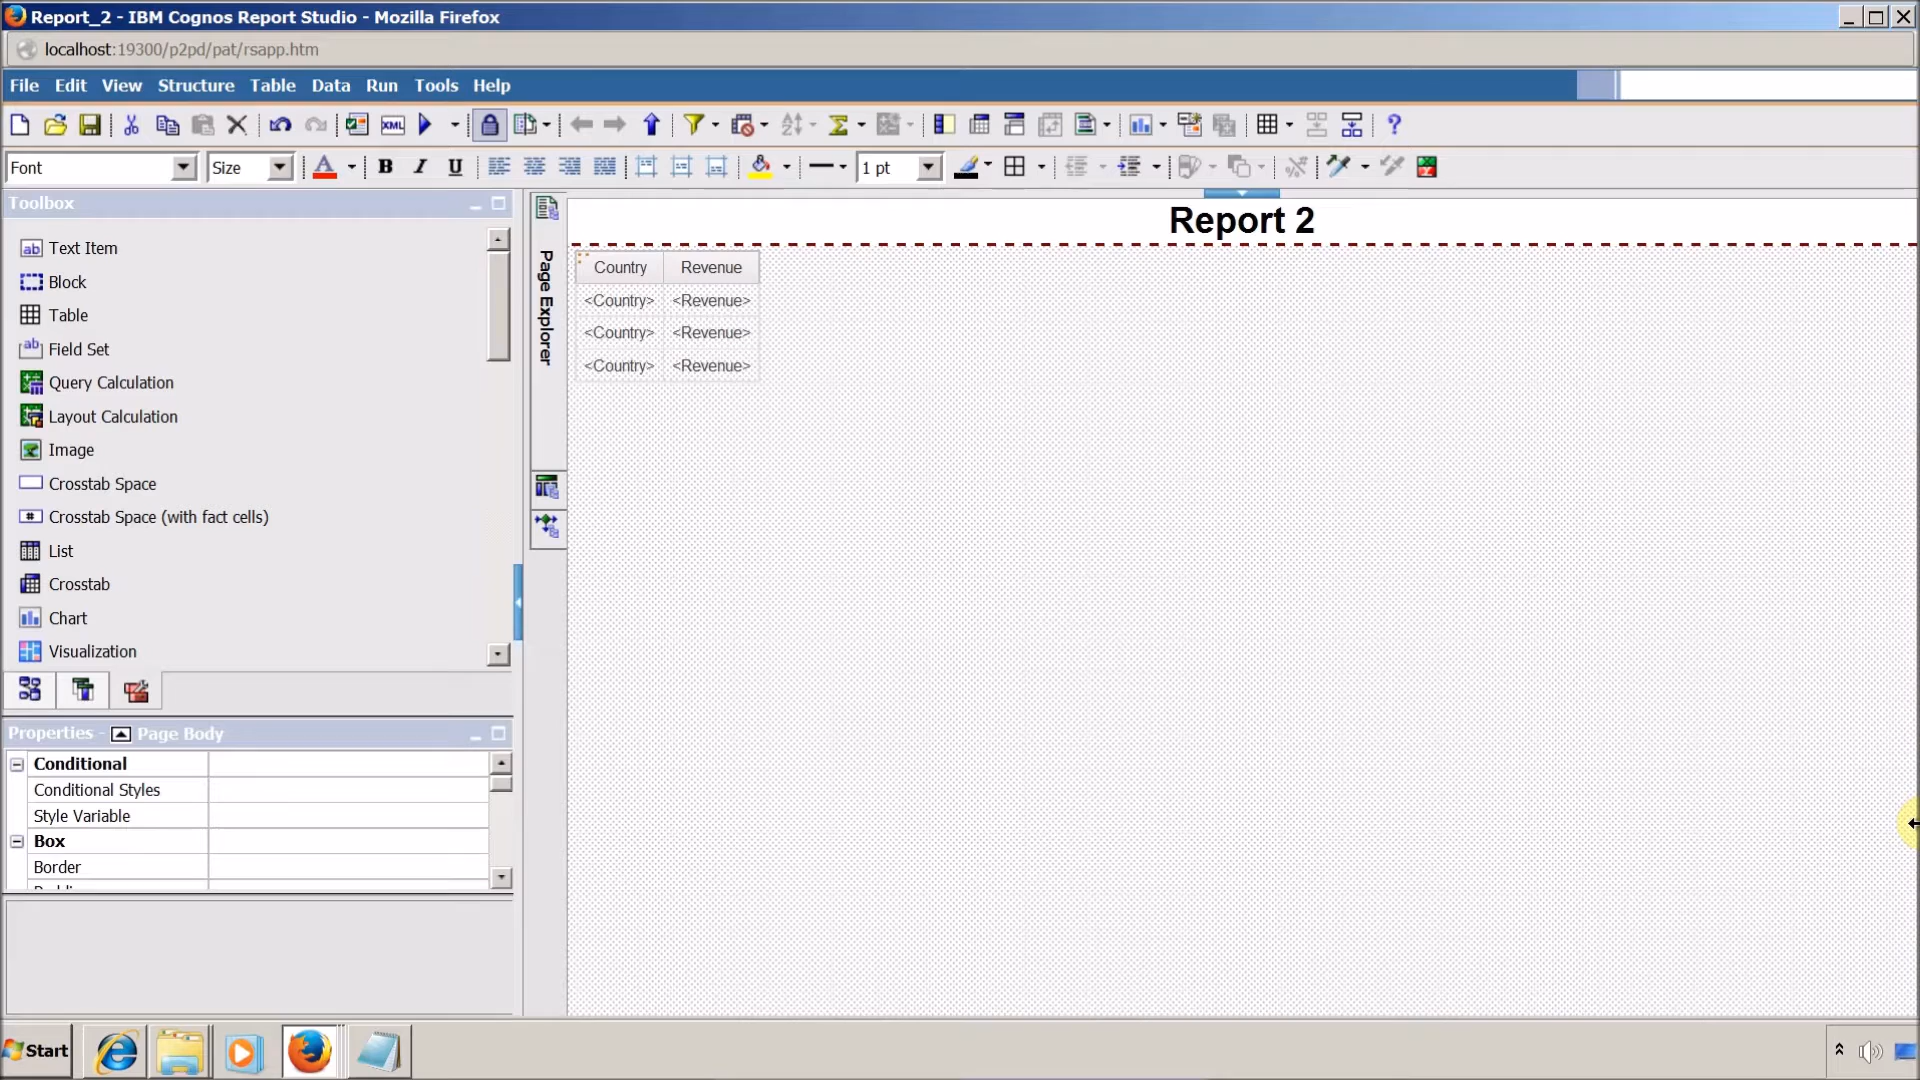 Report_2 - IBM Cognos Report Studio - Mozilla Firefox
localhost:19300/p2pd/pat/rsapp.htm
File Edit View Structure Table Data Run Tools Help
XML
Font Size A B I U 1 pt
Toolbox
Text Item
Block
Table
Field Set
Query Calculation
Layout Calculation
Image
Crosstab Space
Crosstab Space (with fact cells)
List
Crosstab
Chart
Visualization
Properties - Page Body
Conditional
Conditional Styles
Style Variable
Box
Border
Page Explorer
Report 2
Country Revenue
<Country> <Revenue>
<Country> <Revenue>
<Country> <Revenue>
Start